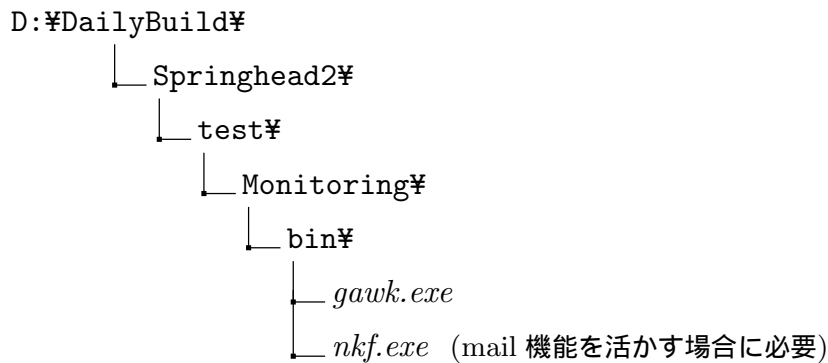 D:¥DailyBuild¥
Springhead2¥
test¥
Monitoring¥
bin¥
gawk.exe
nkf.exe (mail 機能を活かす場合に必要)